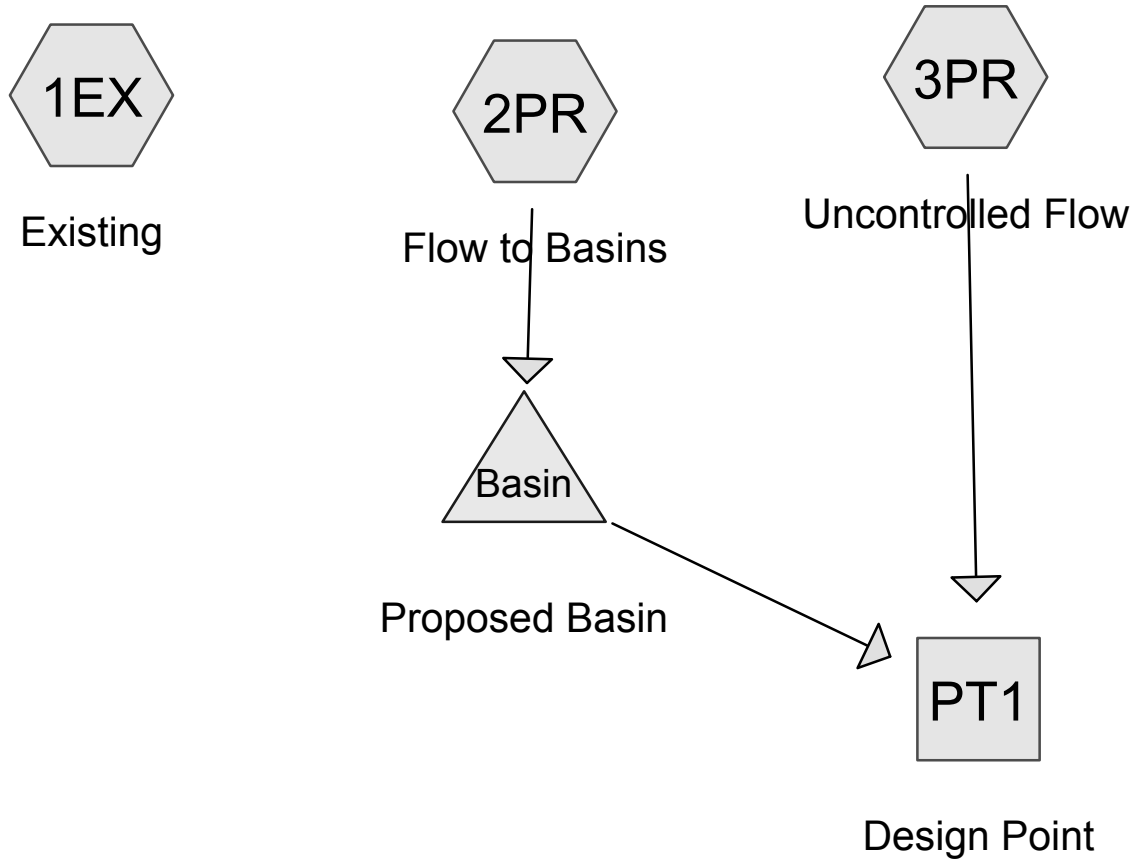 1EX
Existing
2PR
Flow to Basins
3PR
Uncontrolled Flow
Basin
Proposed Basin
PT1
Design Point